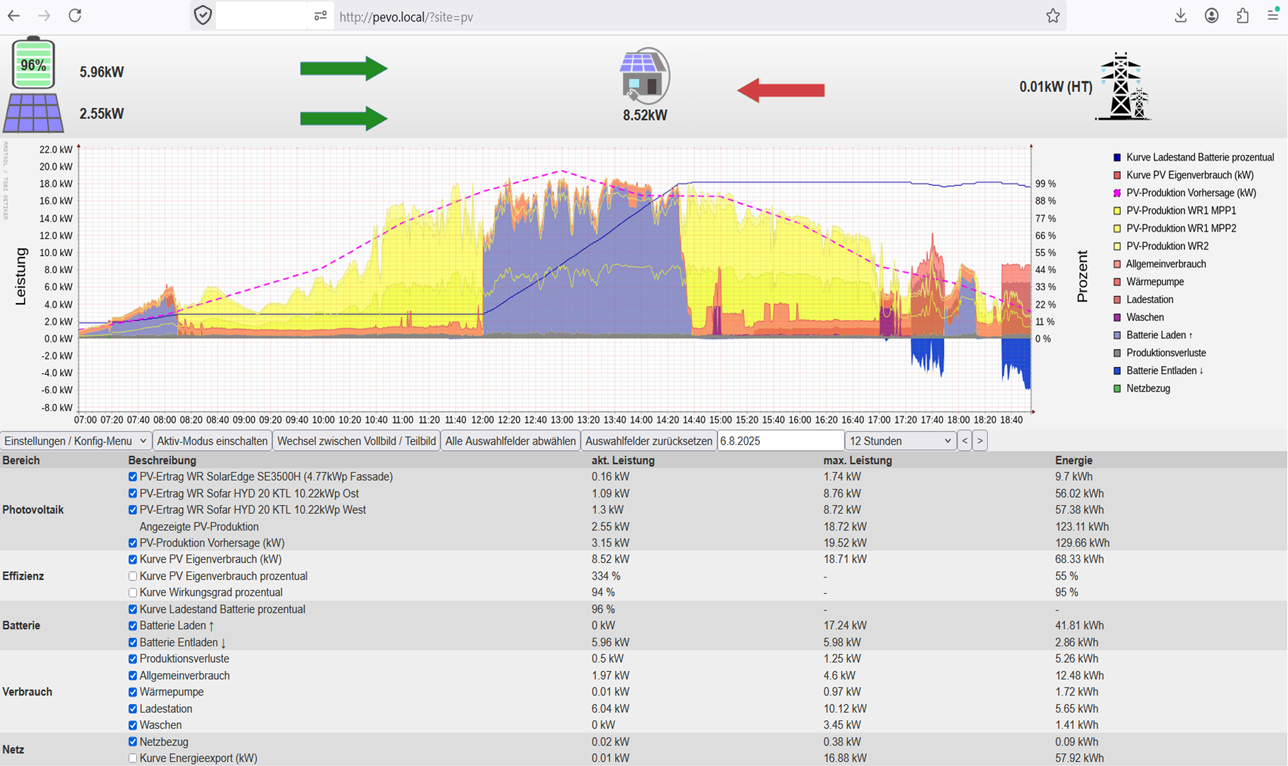 http://pevo.local/?site=pv
96%
5.96kW
2.55kW
8.52kW
0.01kW (HT)
RRDTOOL / TOBI OETIKER
Leistung
22.0 kW
20.0 kW
18.0 kW
16.0 kW
14.0 kW
12.0 kW
10.0 kW
8.0 kW
6.0 kW
4.0 kW
2.0 kW
0.0 kW
-2.0 kW
-4.0 kW
-6.0 kW
-8.0 kW
99 %
88 %
77 %
66 %
55 %
44 %
33 %
22 %
11 %
0 %
Prozent
07:00 07:20 07:40 08:00 08:20 08:40 09:00 09:20 09:40 10:00 10:20 10:40 11:00 11:20 11:40 12:00 12:20 12:40 13:00 13:20 13:40 14:00 14:20 14:40 15:00 15:20 15:40 16:00 16:20 16:40 17:00 17:20 17:40 18:00 18:20 18:40
Kurve Ladestand Batterie prozentual
Kurve PV Eigenverbrauch (kW)
PV-Produktion Vorhersage (kW)
PV-Produktion WR1 MPP1
PV-Produktion WR1 MPP2
PV-Produktion WR2
Allgemeinverbrauch
Wärmepumpe
Ladestation
Waschen
Batterie Laden ↑
Produktionsverluste
Batterie Entladen ↓
Netzbezug
Einstellungen / Konfig-Menu Aktiv-Modus einschalten Wechsel zwischen Vollbild / Teilbild Alle Auswahlfelder abwählen Auswahlfelder zurücksetzen 6.8.2025 12 Stunden < >
Bereich Beschreibung akt. Leistung max. Leistung Energie
PV-Ertrag WR SolarEdge SE3500H (4.77kWp Fassade) 0.16 kW 1.74 kW 9.7 kWh
PV-Ertrag WR Sofar HYD 20 KTL 10.22kWp Ost 1.09 kW 8.76 kW 56.02 kWh
Photovoltaik PV-Ertrag WR Sofar HYD 20 KTL 10.22kWp West 1.3 kW 8.72 kW 57.38 kWh
Angezeigte PV-Produktion 2.55 kW 18.72 kW 123.11 kWh
PV-Produktion Vorhersage (kW) 3.15 kW 19.52 kW 129.66 kWh
Kurve PV Eigenverbrauch (kW) 8.52 kW 18.71 kW 68.33 kWh
Effizienz Kurve PV Eigenverbrauch prozentual 334 % - 55 %
Kurve Wirkungsgrad prozentual 94 % - 95 %
Kurve Ladestand Batterie prozentual 96 % - -
Batterie Batterie Laden ↑ 0 kW 17.24 kW 41.81 kWh
Batterie Entladen ↓ 5.96 kW 5.98 kW 2.86 kWh
Produktionsverluste 0.5 kW 1.25 kW 5.26 kWh
Allgemeinverbrauch 1.97 kW 4.6 kW 12.48 kWh
Verbrauch Wärmepumpe 0.01 kW 0.97 kW 1.72 kWh
Ladestation 6.04 kW 10.12 kW 5.65 kWh
Waschen 0 kW 3.45 kW 1.41 kWh
Netz Netzbezug 0.02 kW 0.38 kW 0.09 kWh
Kurve Energieexport (kW) 0.01 kW 16.88 kW 57.92 kWh